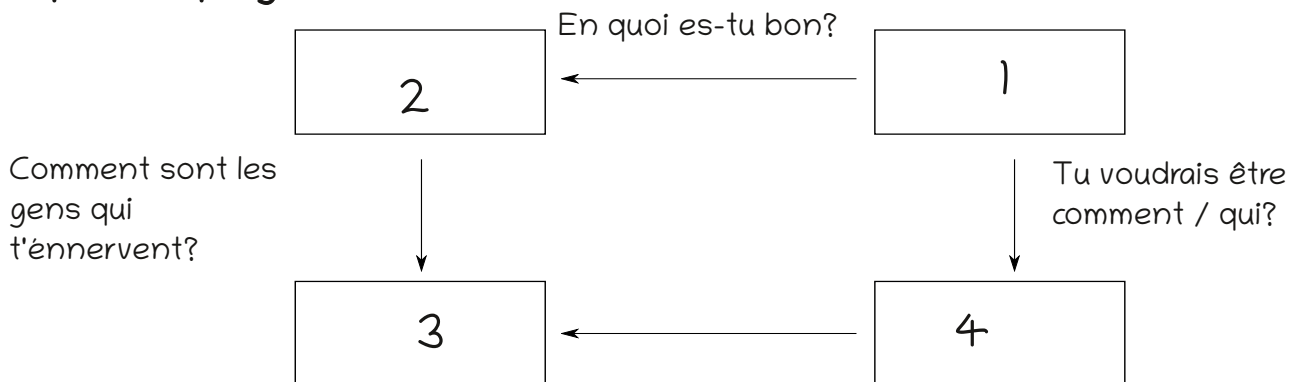 En quoi es-tu bon?
2
1
Comment sont les
gens qui
t'énnervent?
Tu voudrais être
comment / qui?
3
4